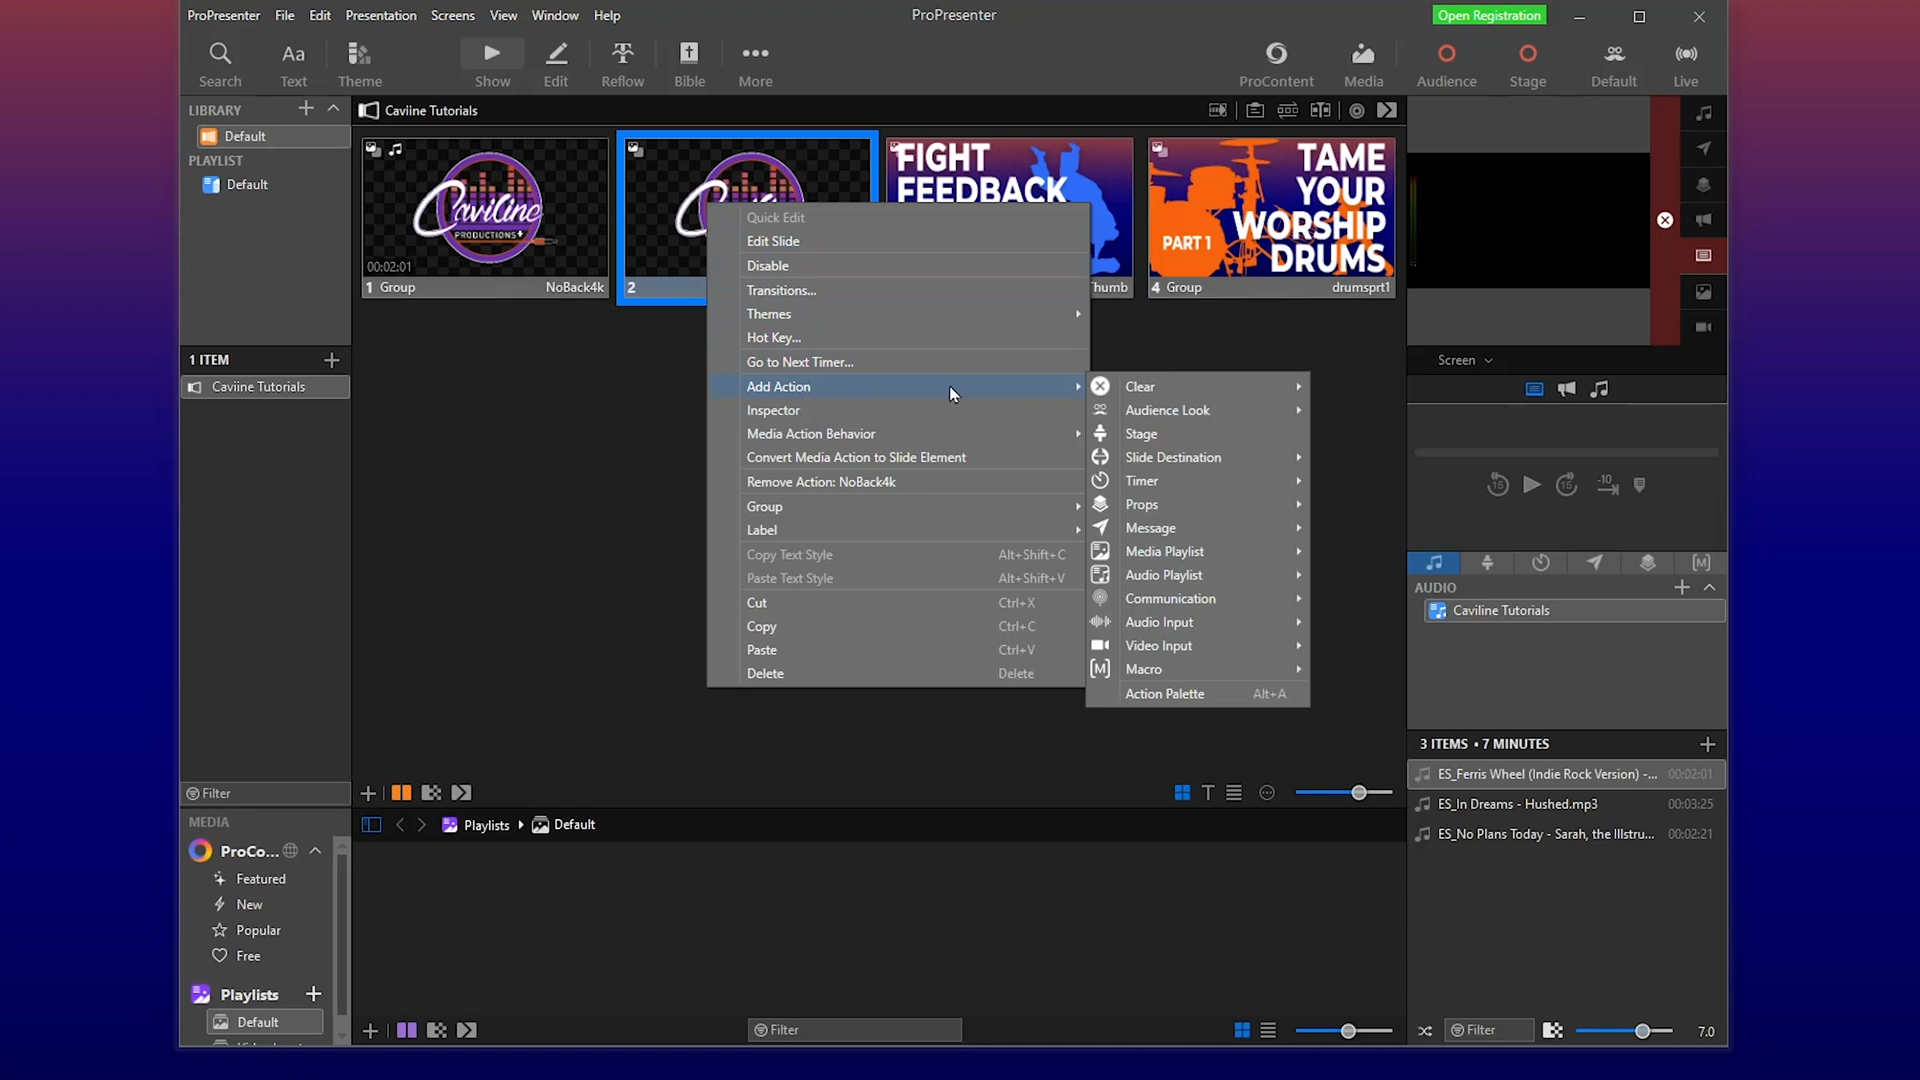 ProPresenter File Edit Presentation Screens View Window Help
ProPresenter
Open Registration
Search
Text
Theme
Show
Edit
Reflow
Bible
More
ProContent
Media
Audience
Stage
Default
Live
LIBRARY
Default
PLAYLIST
Default
1 ITEM
Caviine Tutorials
Filter
Caviine Tutorials
CaviLine
PRODUCTIONS+
00:02:01
1 Group NoBack4k
2
FIGHT
FEEDBACK
humb
TAME
YOUR
WORSHIP
DRUMS
PART 1
4 Group drumsprt1
Quick Edit
Edit Slide
Disable
Transitions...
Themes
Hot Key...
Go to Next Timer...
Add Action
Inspector
Media Action Behavior
Convert Media Action to Slide Element
Remove Action: NoBack4k
Group
Label
Copy Text Style Alt+Shift+C
Paste Text Style Alt+Shift+V
Cut Ctrl+X
Copy Ctrl+C
Paste Ctrl+V
Delete Delete
Clear
Audience Look
Stage
Slide Destination
Timer
Props
Message
Media Playlist
Audio Playlist
Communication
Audio Input
Video Input
[M] Macro
Action Palette Alt+A
Screen
15
15
-10
[M]
AUDIO
Caviline Tutorials
3 ITEMS • 7 MINUTES
ES_Ferris Wheel (Indie Rock Version) -... 00:02:01
ES_In Dreams - Hushed.mp3 00:03:25
ES_No Plans Today - Sarah, the Illstru... 00:02:21
Filter
7.0
MEDIA
ProCo...
Featured
New
Popular
Free
Playlists
Default
Playlists Default
Filter